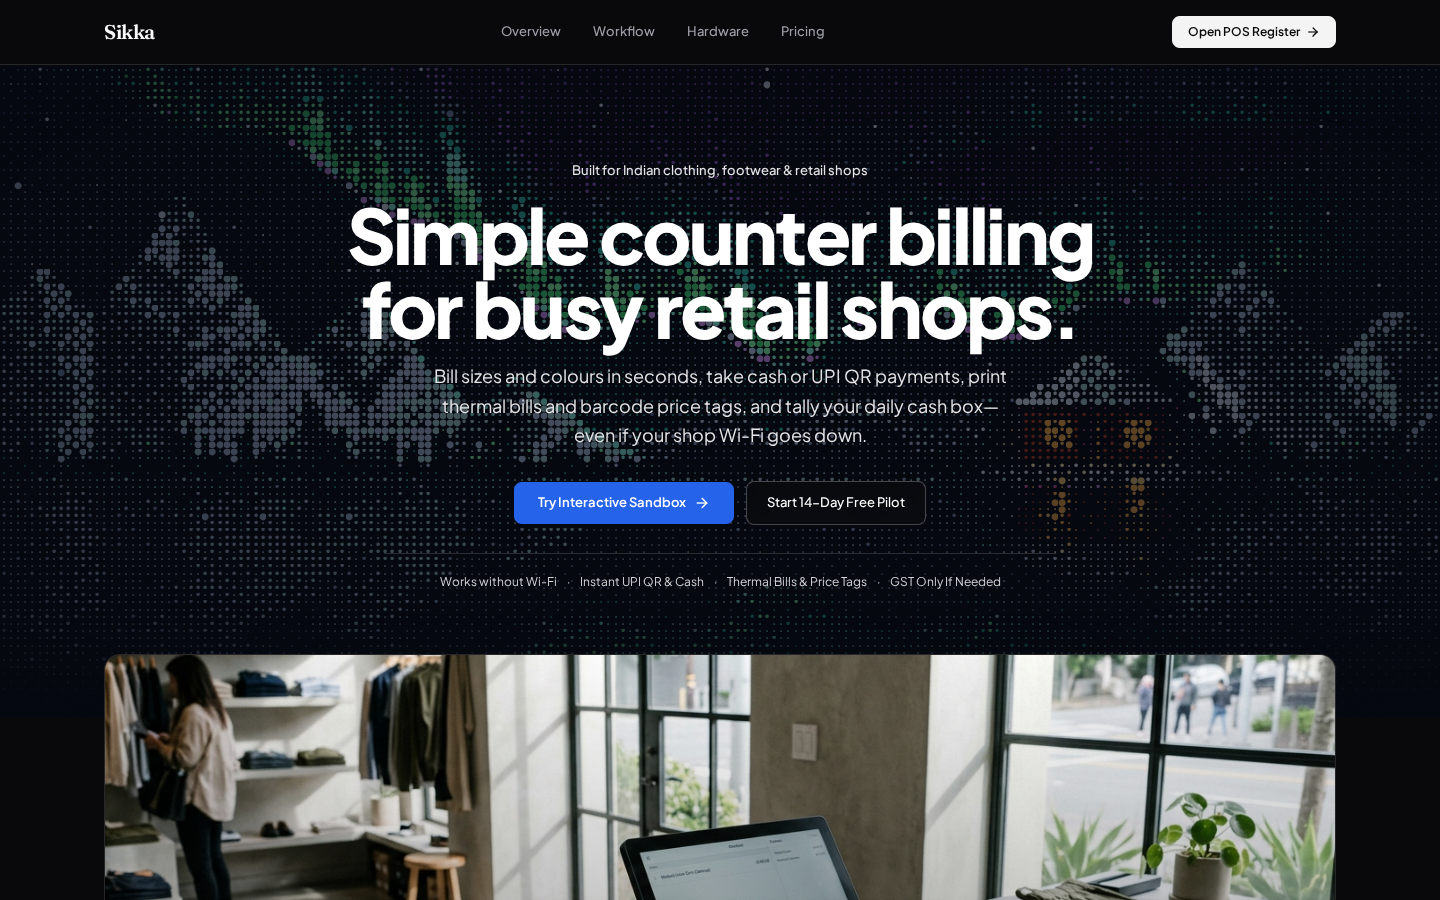 Sikka
Overview
Workflow
Hardware
Pricing
Open POS Register
Built for Indian clothing, footwear & retail shops
Simple counter billing
for busy retail shops.
Bill sizes and colours in seconds, take cash or UPI QR payments, print
thermal bills and barcode price tags, and tally your daily cash box—
even if your shop Wi-Fi goes down.
Try Interactive Sandbox
Start 14-Day Free Pilot
Works without Wi-Fi · Instant UPI QR & Cash · Thermal Bills & Price Tags · GST Only If Needed